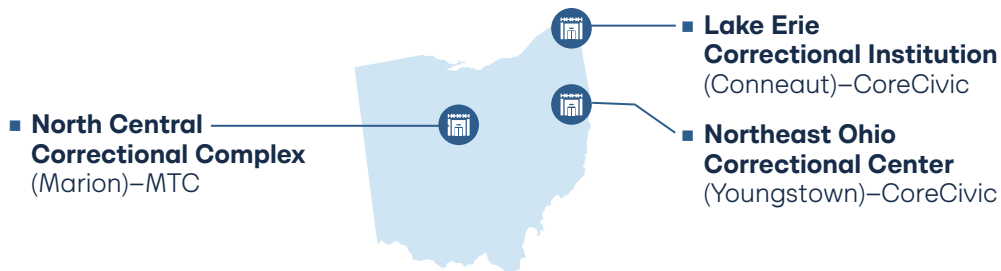 Lake Erie
Correctional Institution
(Conneaut)–CoreCivic
North Central
Correctional Complex
(Marion)–MTC
Northeast Ohio
Correctional Center
(Youngstown)–CoreCivic